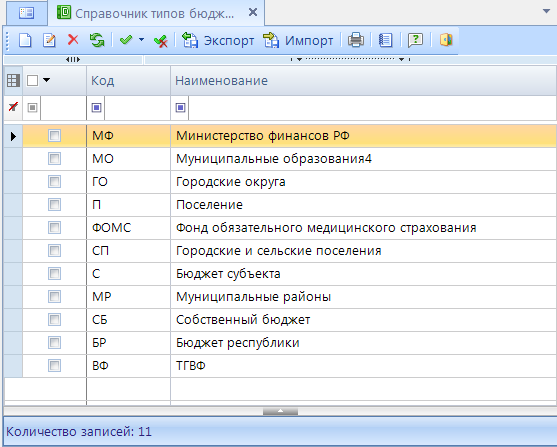 Справочник типов бюдж...
Экспорт Импорт
Код Наименование
МФ Министерство финансов РФ
МО Муниципальные образования4
ГО Городские округа
П Поселение
ФОМС Фонд обязательного медицинского страхования
СП Городские и сельские поселения
С Бюджет субъекта
МР Муниципальные районы
СБ Собственный бюджет
БР Бюджет республики
ВФ ТГВФ
Количество записей: 11